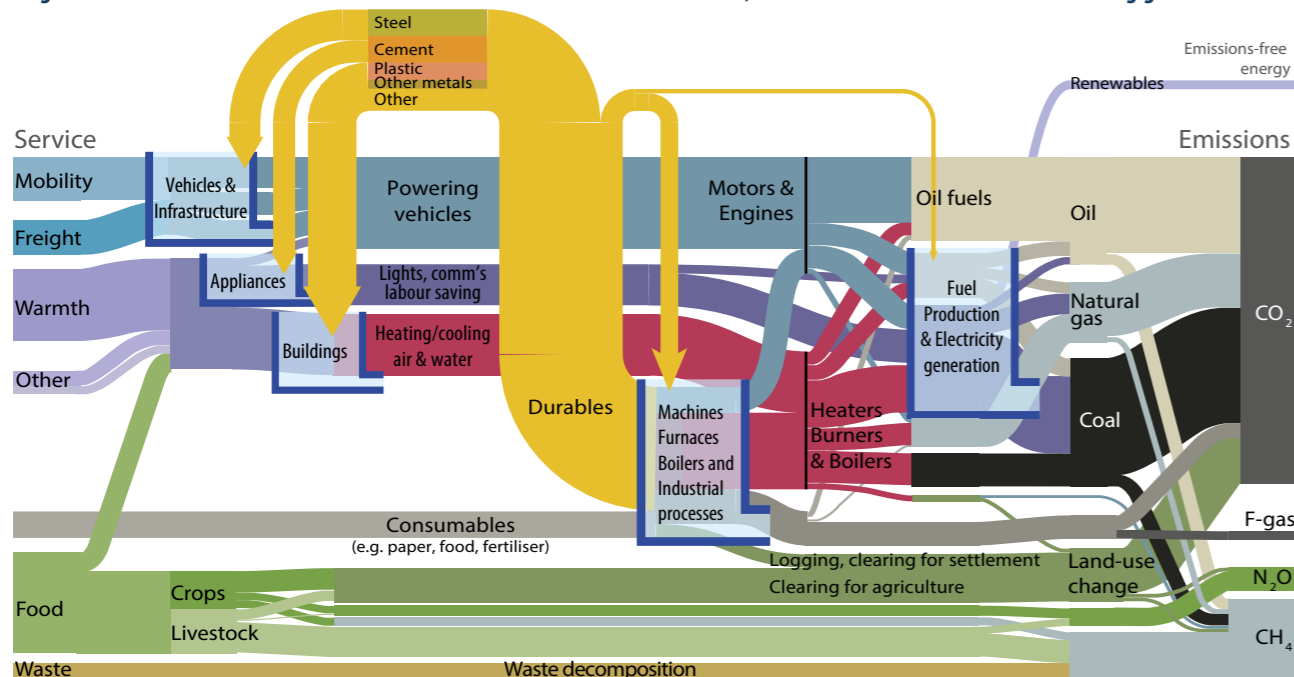 Steel
Cement
Plastic
Other metals
Other
Emissions-free
energy
Renewables
Service
Emissions
Mobility
Vehicles &
Infrastructure
Powering
vehicles
Motors &
Engines
Oil fuels
Oil
Freight
Warmth
Appliances
Lights, comm's
labour saving
Fuel
Production
& Electricity
generation
Natural
gas
CO₂
Buildings
Heating/cooling
air & water
Other
Durables
Machines
Furnaces
Boilers and
Industrial
processes
Heaters
Burners
& Boilers
Coal
Consumables
(e.g. paper, food, fertiliser)
F-gas
Logging, clearing for settlement
Clearing for agriculture
Land-use
change
N₂O
Food
Crops
Livestock
CH₄
Waste
Waste decomposition